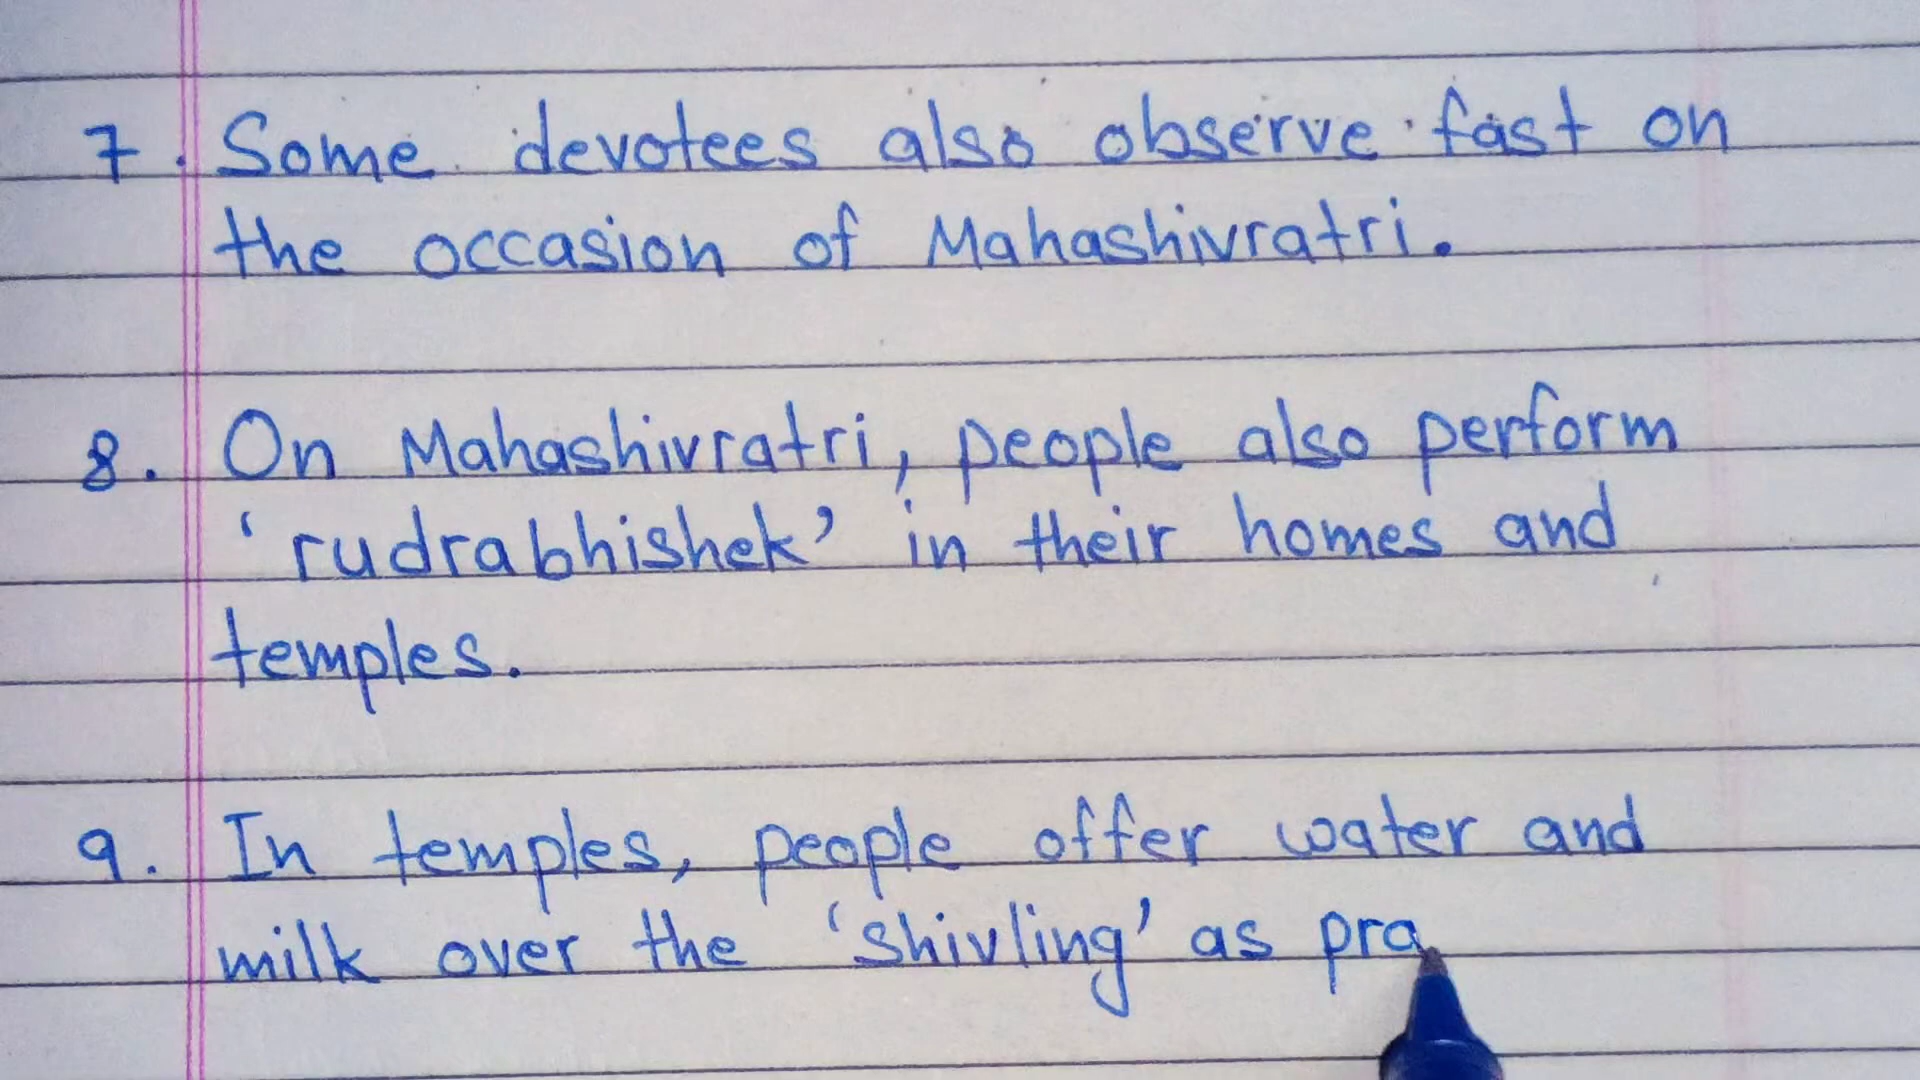 7. Some devotees also observe fast on
the occasion of Mahashivratri.
8. On Mahashivratri, people also perform
'rudrabhishek' in their homes and
temples.
9. In temples, people offer water and
milk over the 'shivling' as pra